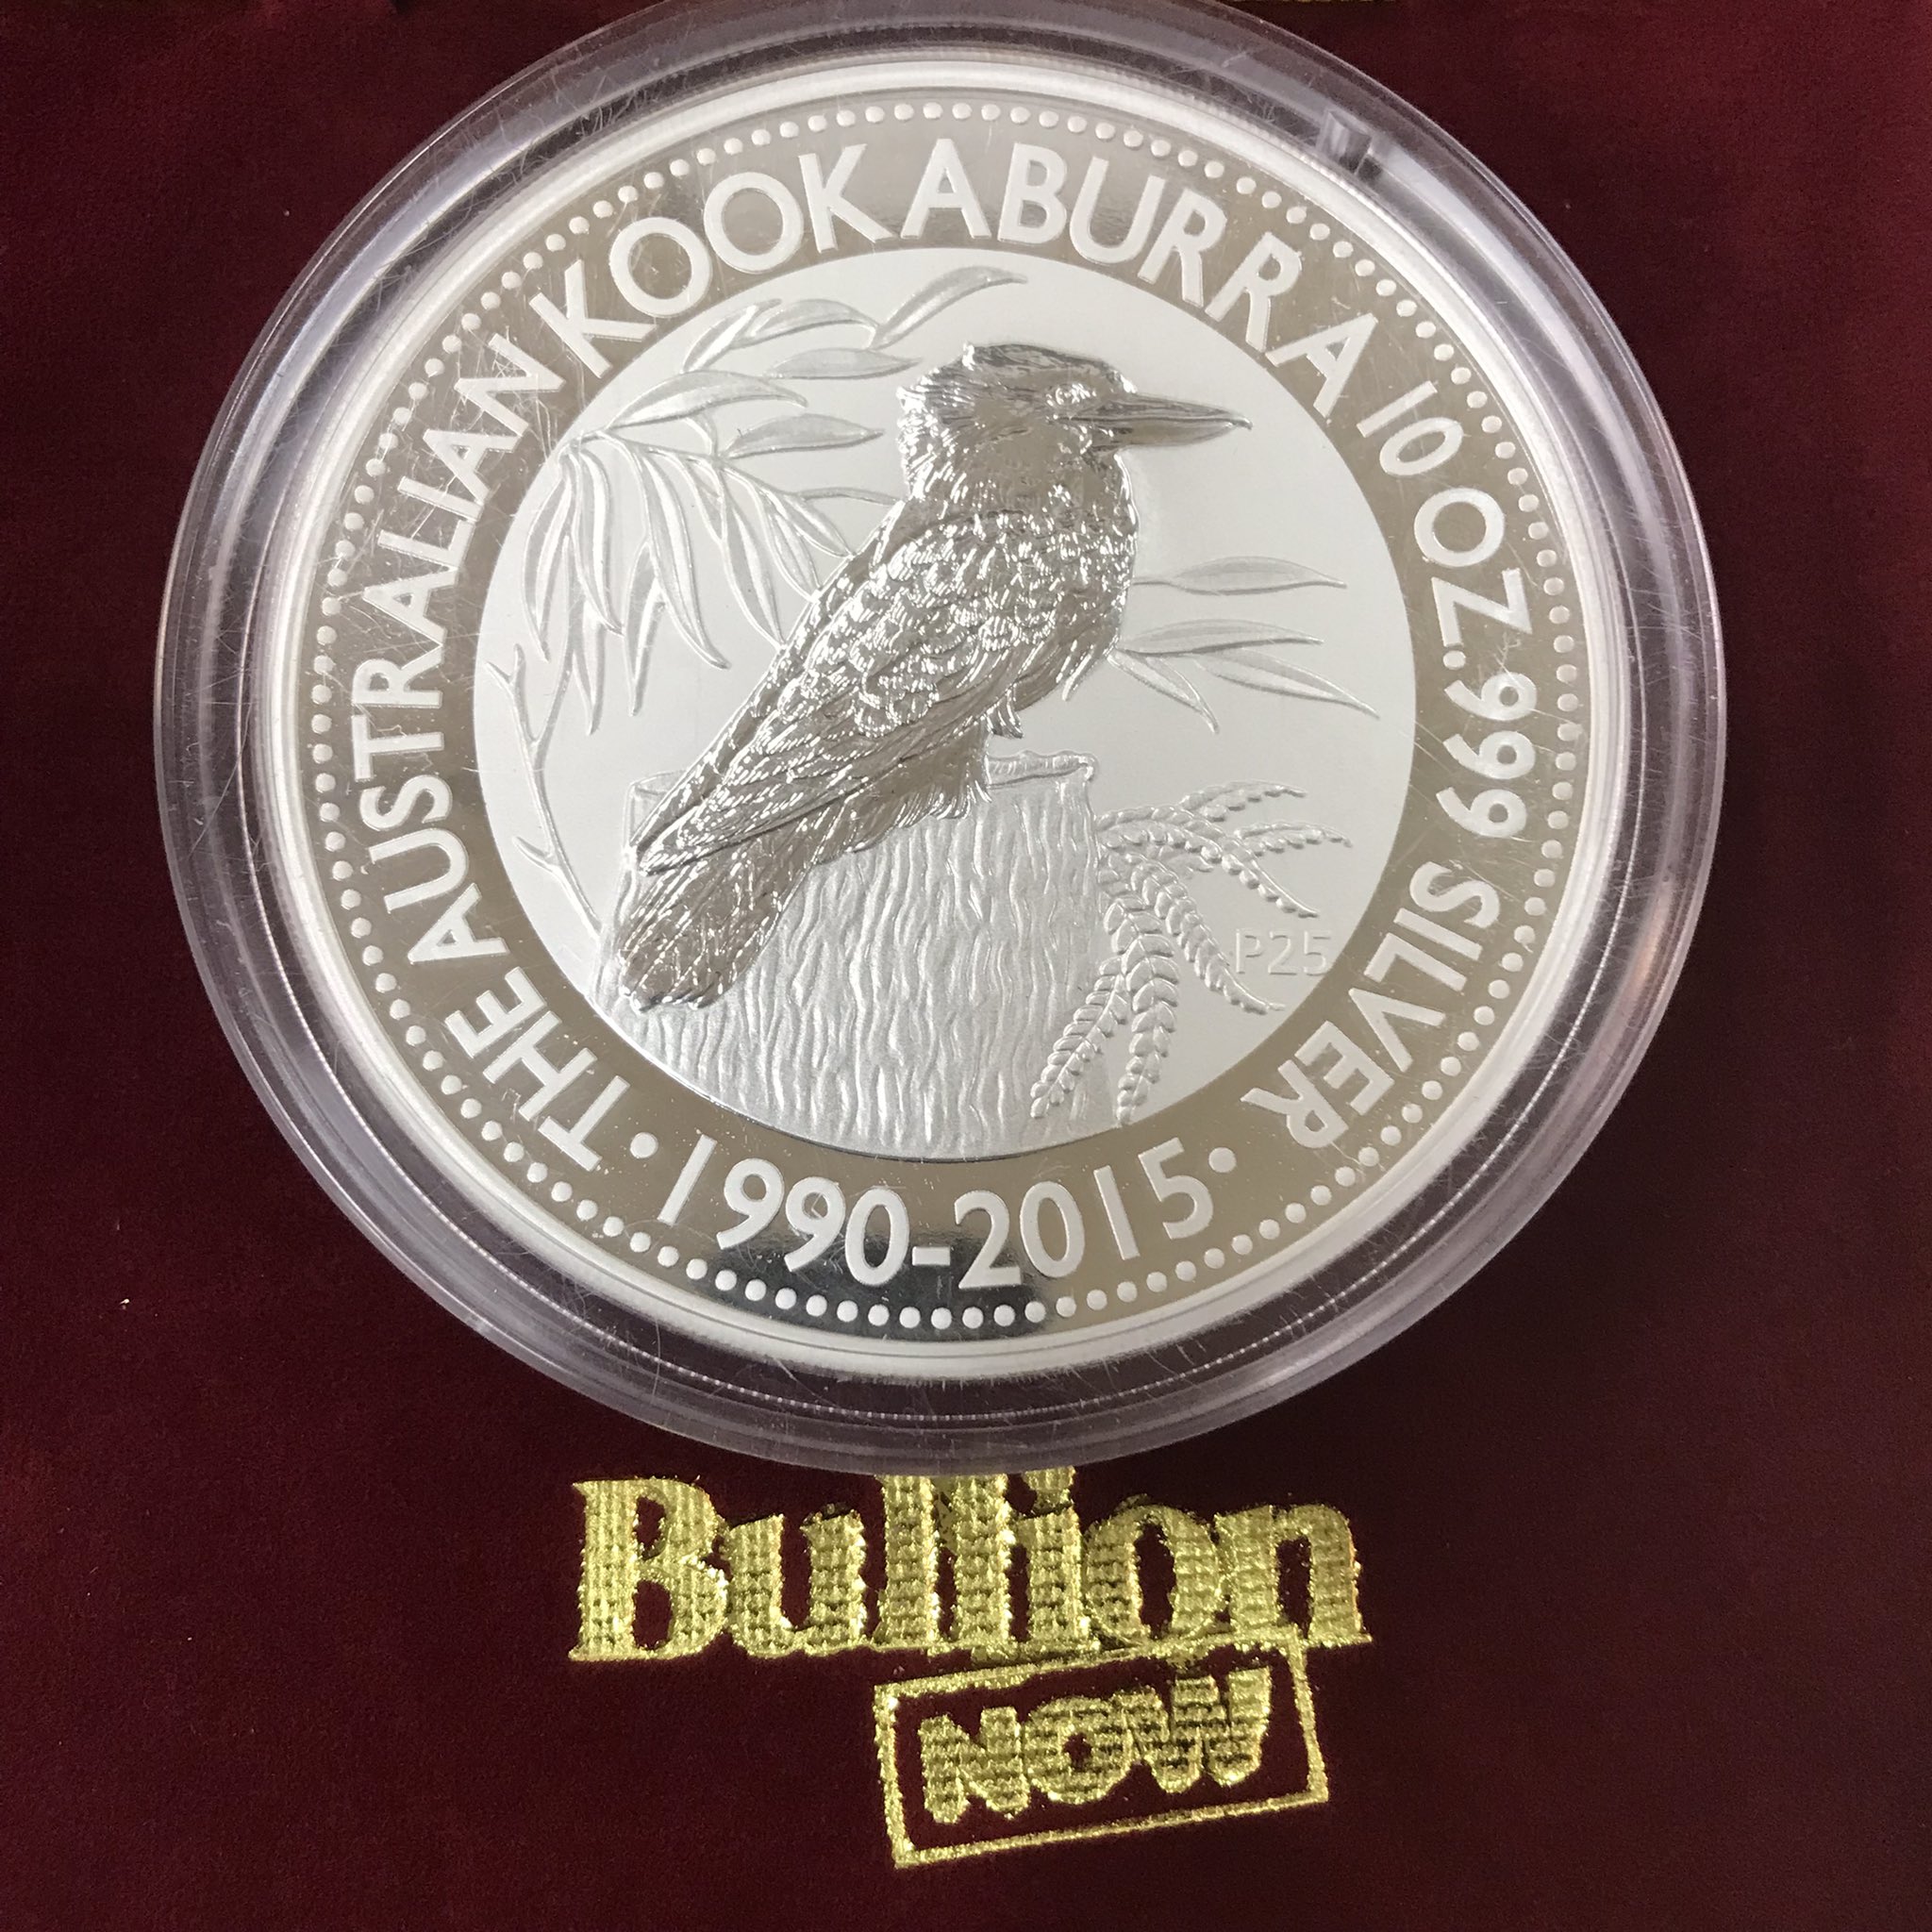 THE AUSTRALIAN KOOKABURRA 10 OZ. 999 SILVER
P25
· 1990-2015 ·
Bullion
NOW